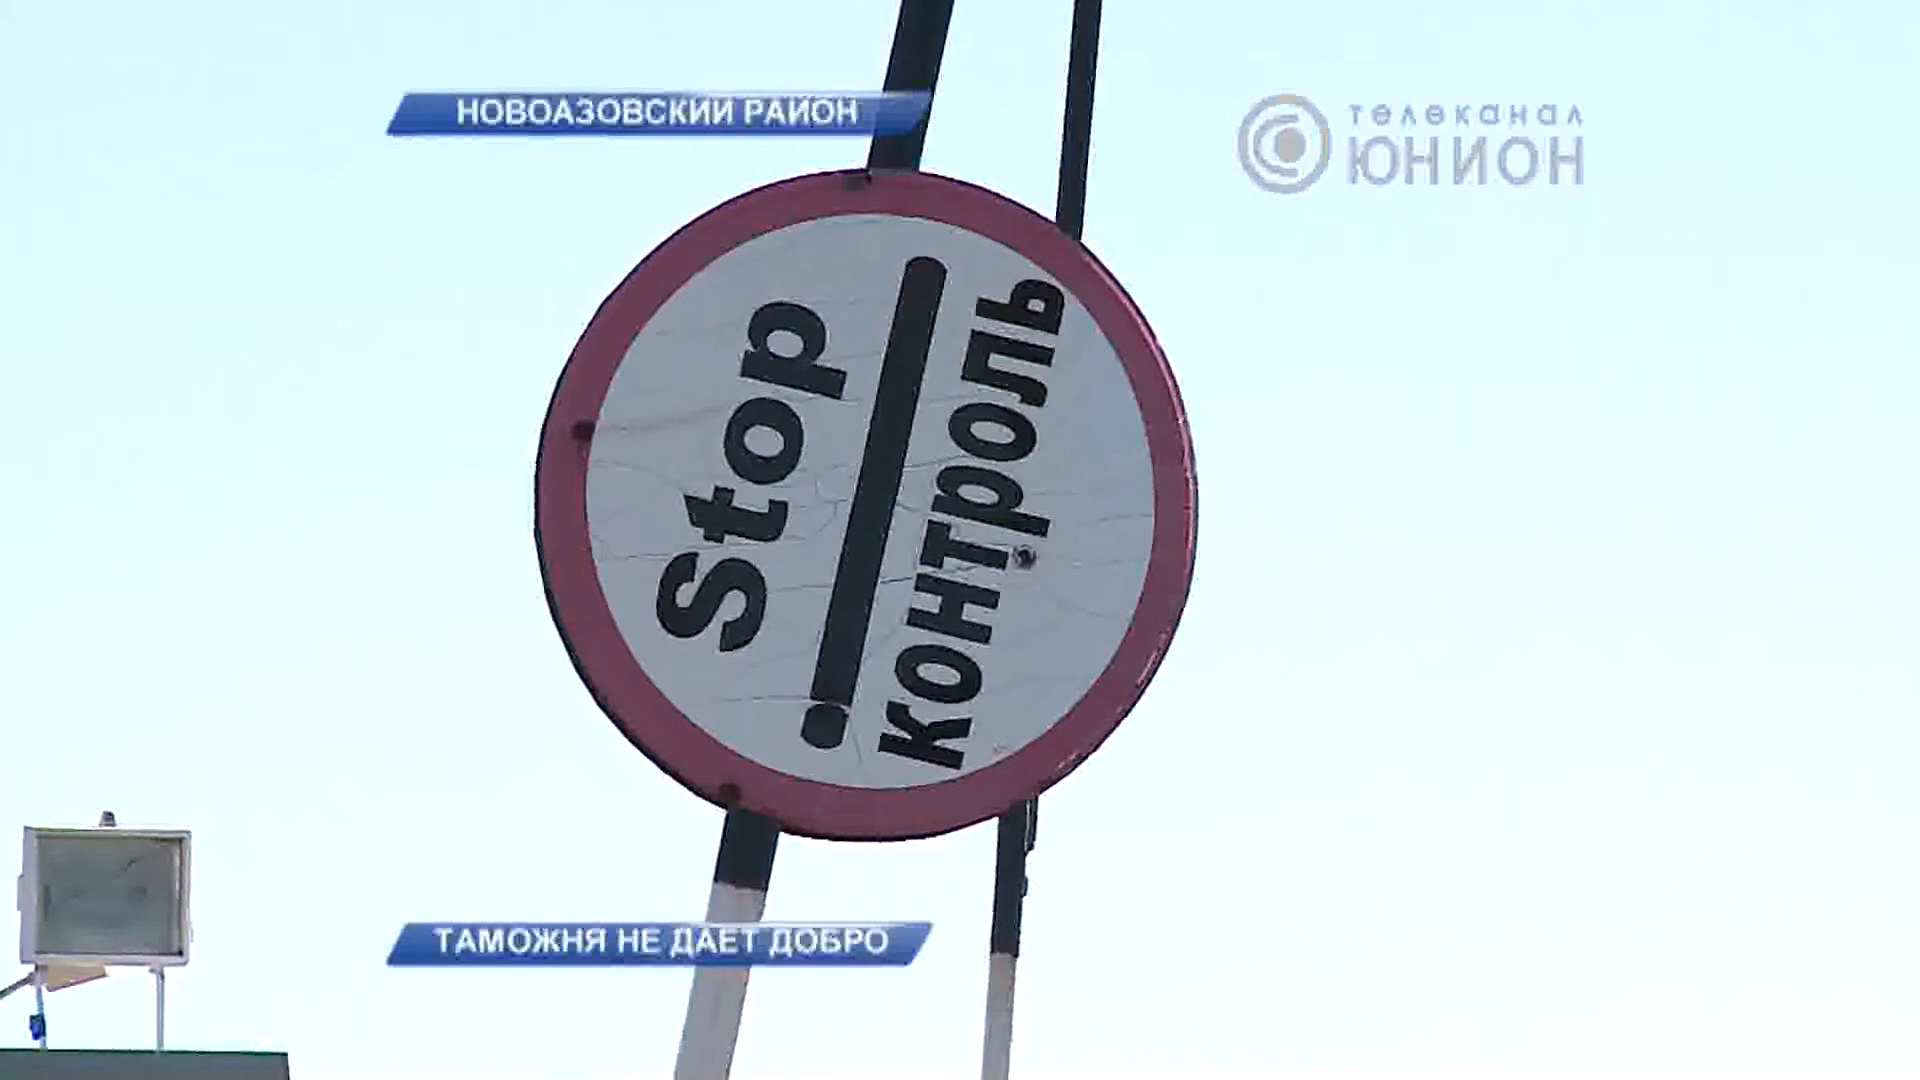 НОВОАЗОВСКИЙ РАЙОН
телеканал
ЮНИОН
Stop
контроль
ТАМОЖНЯ НЕ ДАЕТ ДОБРО